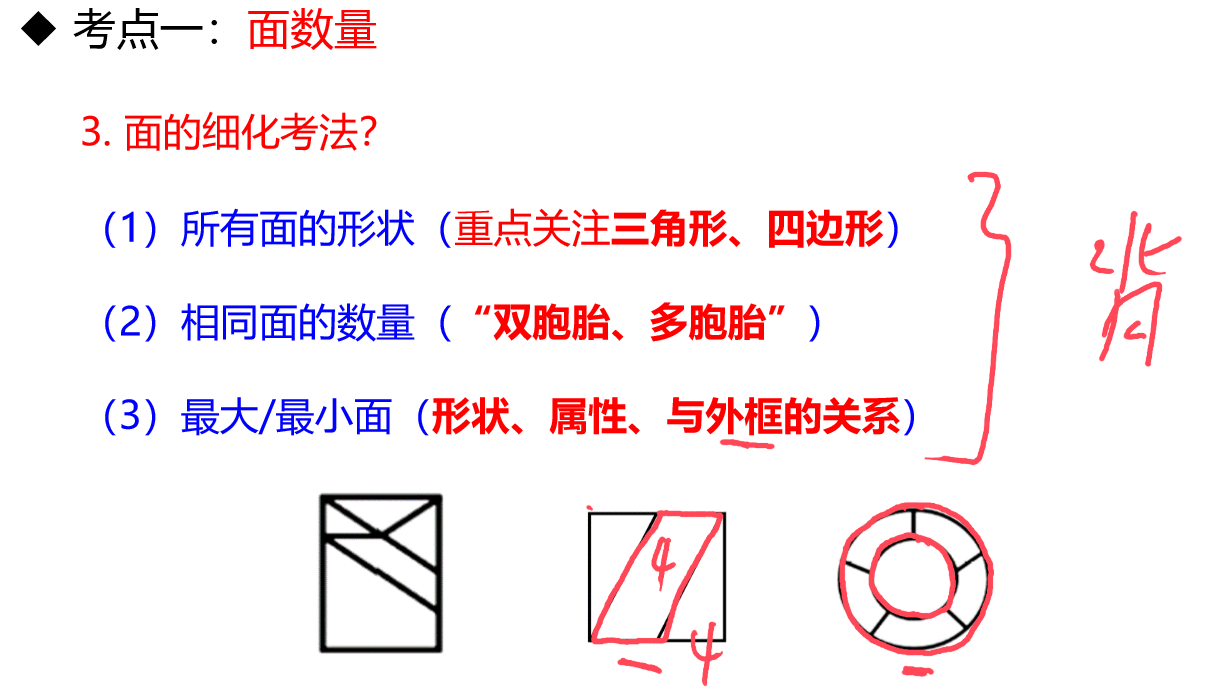 ◆ 考点一：面数量
3. 面的细化考法？
（1）所有面的形状（重点关注三角形、四边形）
背
（2）相同面的数量（“双胞胎、多胞胎”）
（3）最大/最小面（形状、属性、与外框的关系）
4
4